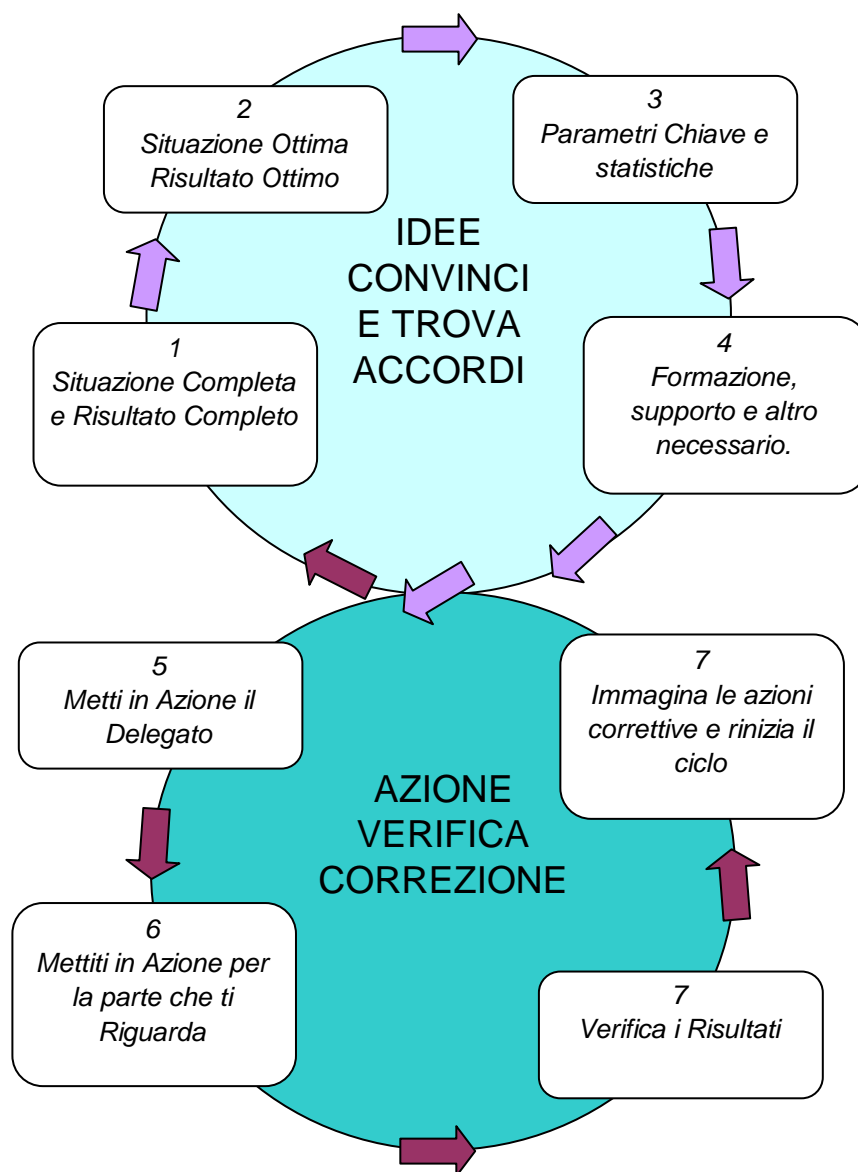 2
Situazione Ottima
Risultato Ottimo
3
Parametri Chiave e
statistiche
IDEE
CONVINCI
E TROVA
ACCORDI
1
Situazione Completa
e Risultato Completo
4
Formazione,
supporto e altro
necessario.
5
Metti in Azione il
Delegato
7
Immagina le azioni
correttive e rinizia il
ciclo
AZIONE
VERIFICA
CORREZIONE
6
Mettiti in Azione per
la parte che ti
Riguarda
7
Verifica i Risultati